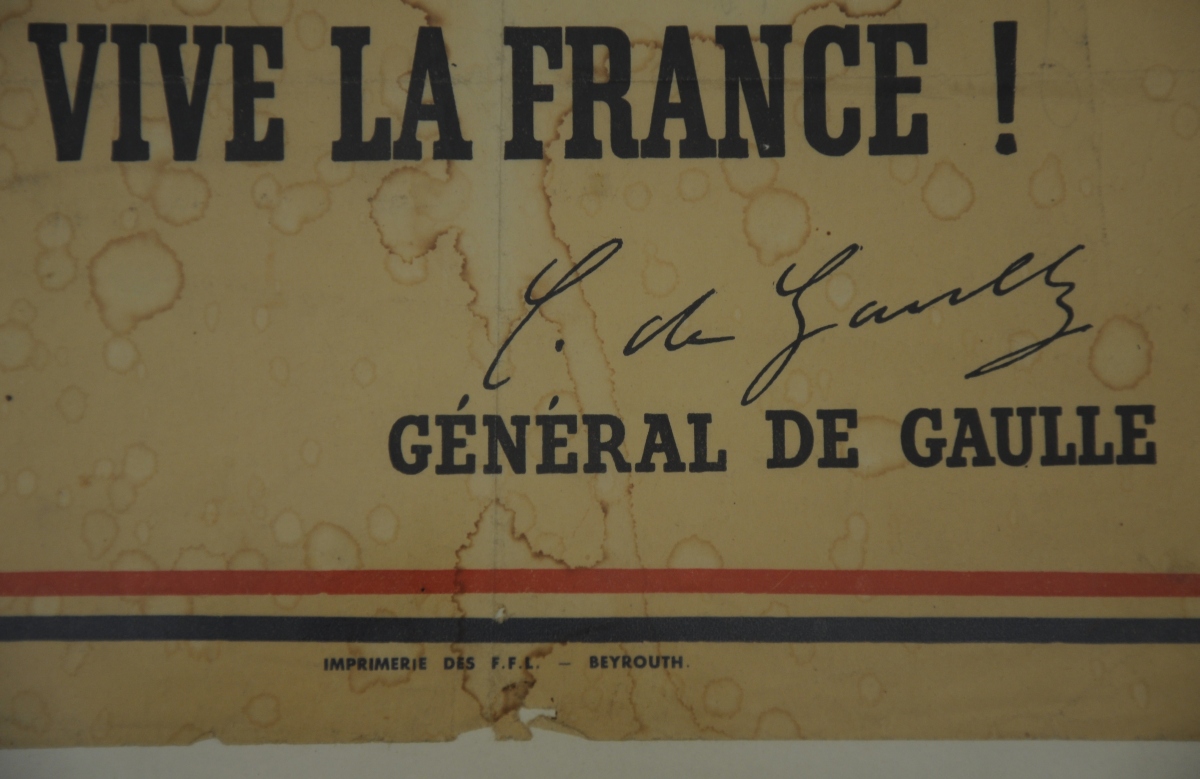 VIVE LA FRANCE !
C. de Gaulle
GÉNÉRAL DE GAULLE
IMPRIMERIE DES F.F.L. — BEYROUTH.